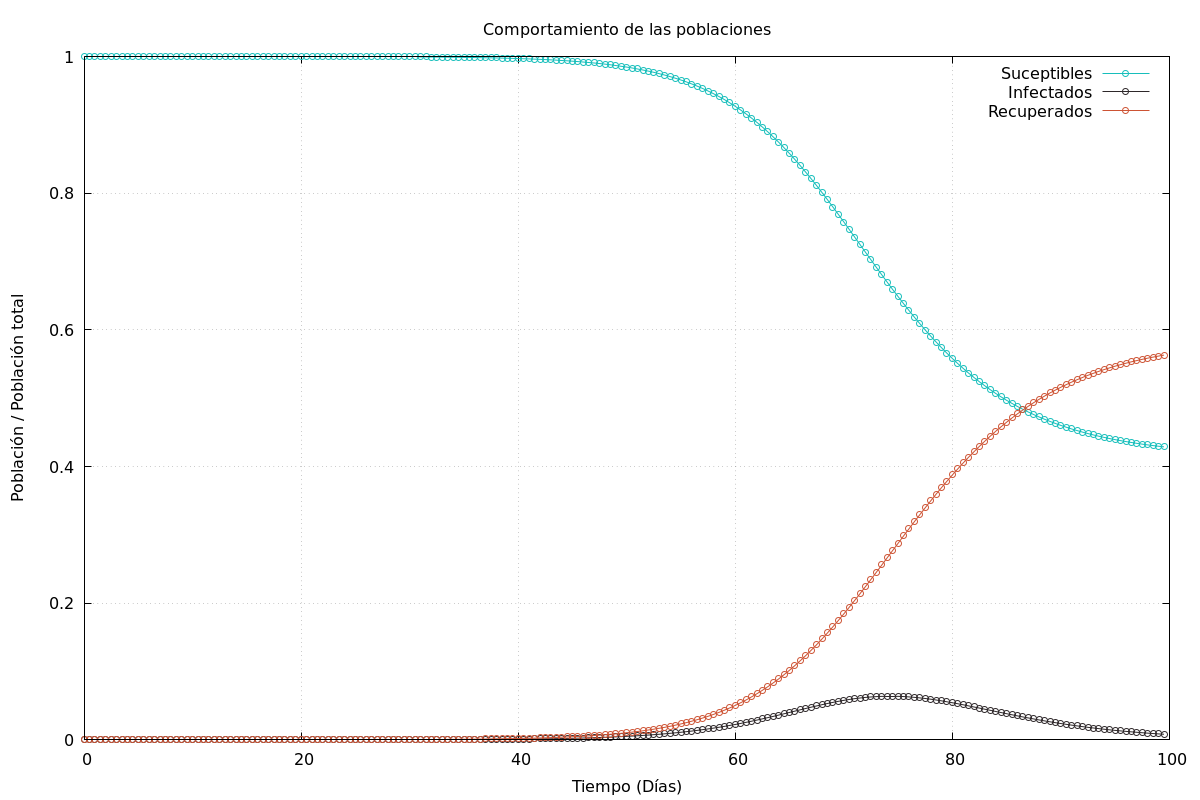 Comportamiento de las poblaciones
Suceptibles
Infectados
Recuperados
1
0.8
0.6
0.4
0.2
0
Población / Población total
0 20 40 60 80 100
Tiempo (Días)